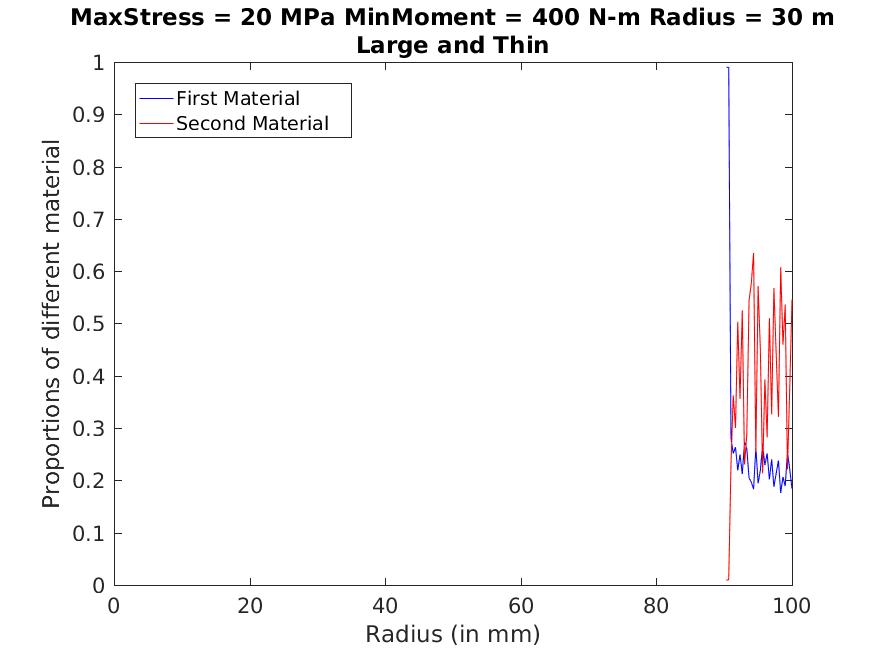 MaxStress = 20 MPa MinMoment = 400 N-m Radius = 30 m
Large and Thin
1
0.9
0.8
0.7
0.6
0.5
0.4
0.3
0.2
0.1
0
Proportions of different material
First Material
Second Material
0 20 40 60 80 100
Radius (in mm)